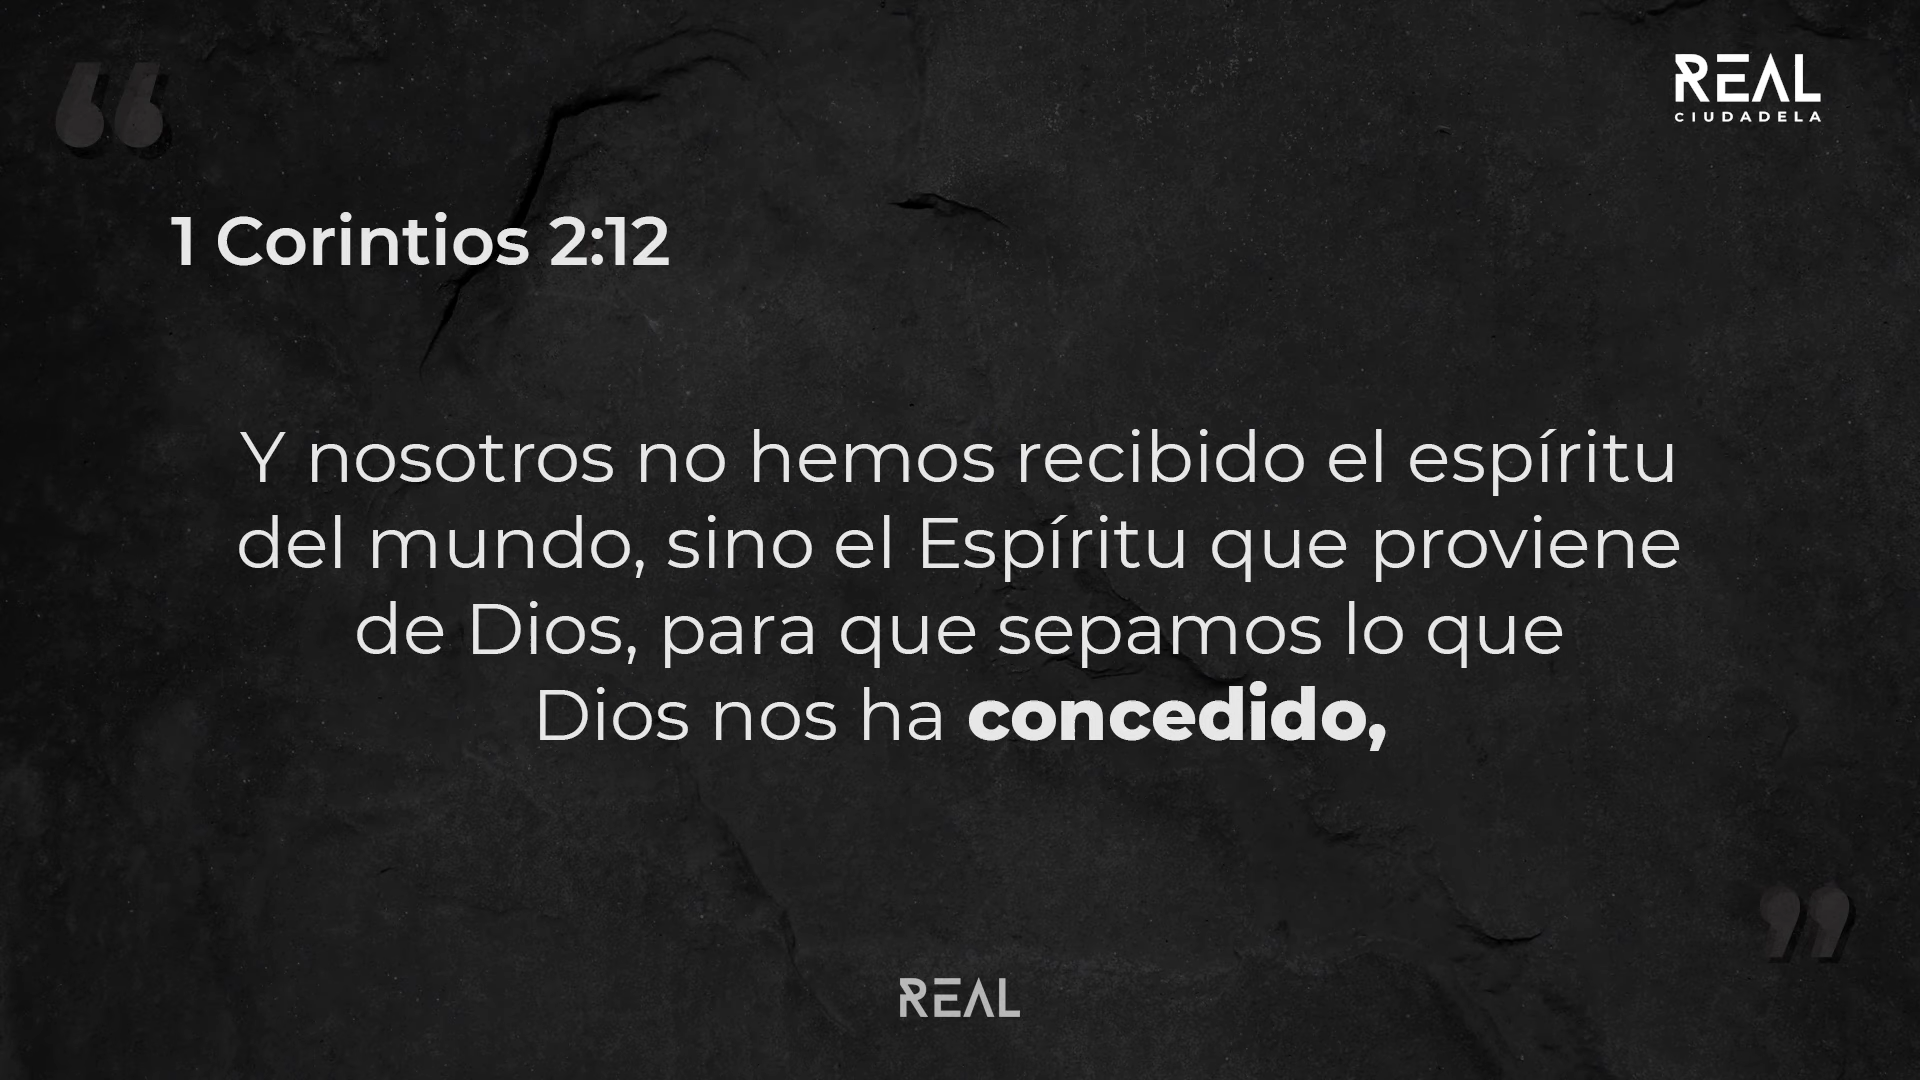 REAL
CIUDADELA
1 Corintios 2:12
Y nosotros no hemos recibido el espíritu
del mundo, sino el Espíritu que proviene
de Dios, para que sepamos lo que
Dios nos ha concedido,
REAL